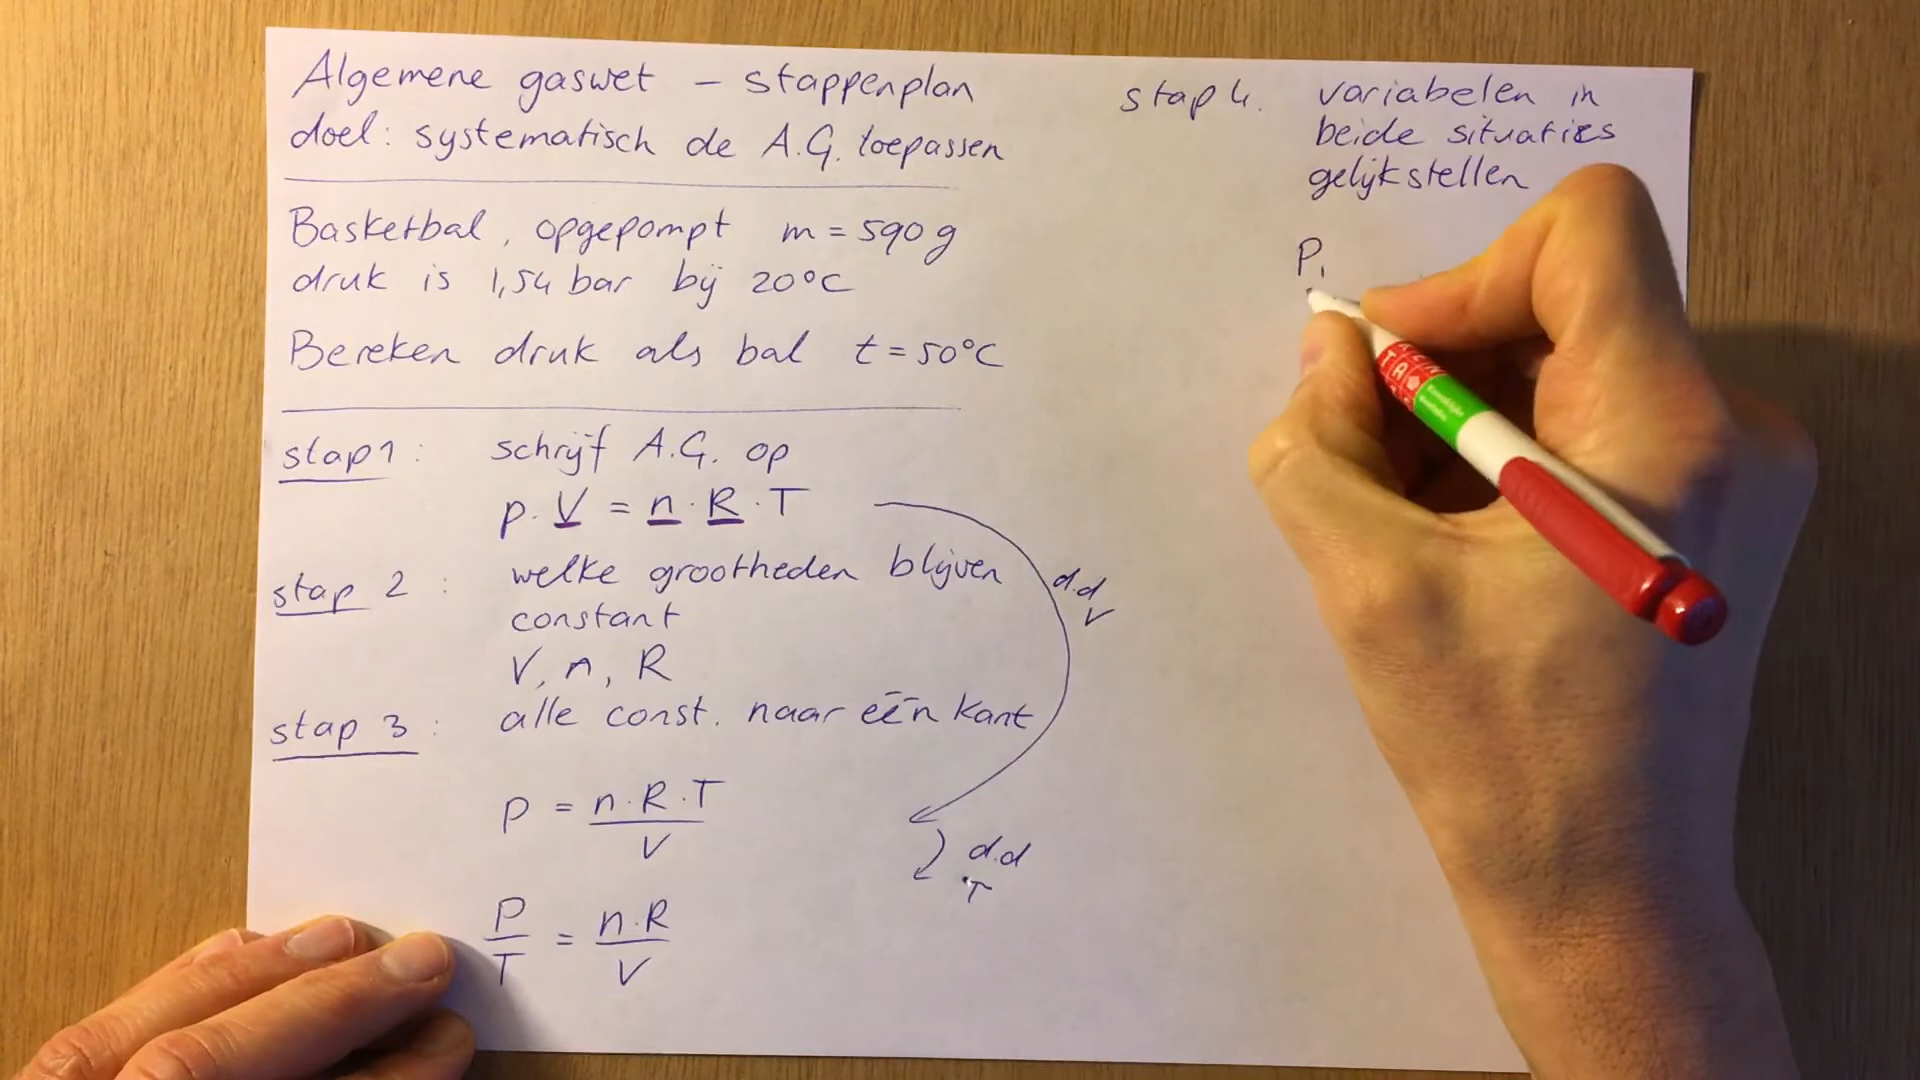 Algemene gaswet – stappenplan
doel: systematisch de A.G. toepassen
Basketbal, opgepompt m = 590 g
druk is 1,54 bar bij 20°C
Bereken druk als bal t = 50°C
stap 1: schrijf A.G. op
p · V = n · R · T
d.d V
stap 2: welke grootheden blijven
constant
V, n, R
stap 3: alle const. naar één kant
P = n · R · T / V
d.d T
P / T = n · R / V
stap 4. variabelen in
beide situaties
gelijkstellen
P₁